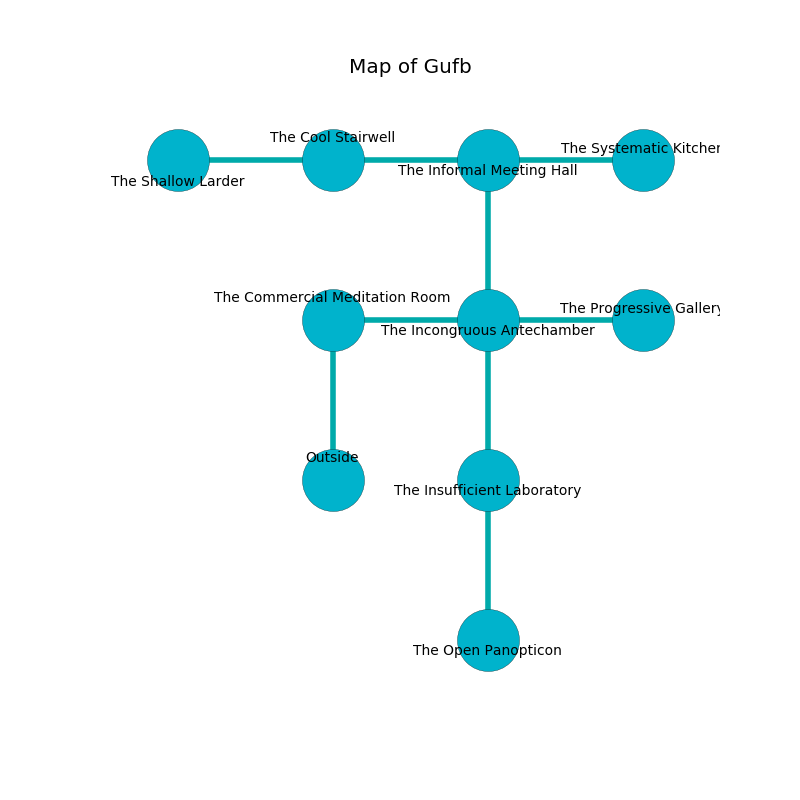 Map of Gufb
The Cool Stairwell
The Systematic Kitchen
The Informal Meeting Hall
The Shallow Larder
The Commercial Meditation Room
The Progressive Gallery
The Incongruous Antechamber
Outside
The Insufficient Laboratory
The Open Panopticon